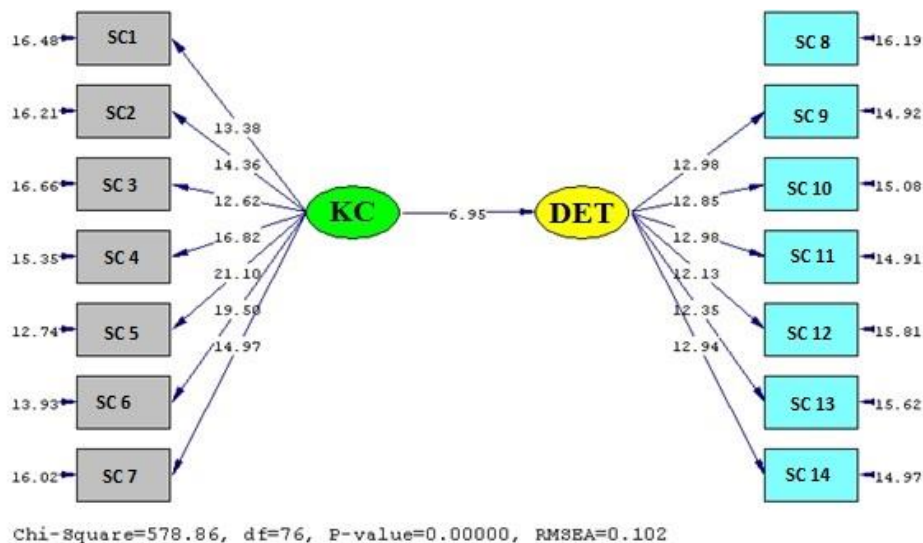 16.48 SC1 SC 8 16.19
13.38
16.21 SC2 SC 9 14.92
14.36 12.98
16.66 SC 3 12.62 KC 6.95 DET 12.85 SC 10 15.08
16.82 12.98
15.35 SC 4 21.10 12.13 SC 11 14.91
19.50 12.35
12.74 SC 5 14.97 12.94 SC 12 15.81
13.93 SC 6 SC 13 15.62
16.02 SC 7 SC 14 14.97
Chi-Square=578.86, df=76, P-value=0.00000, RMSEA=0.102